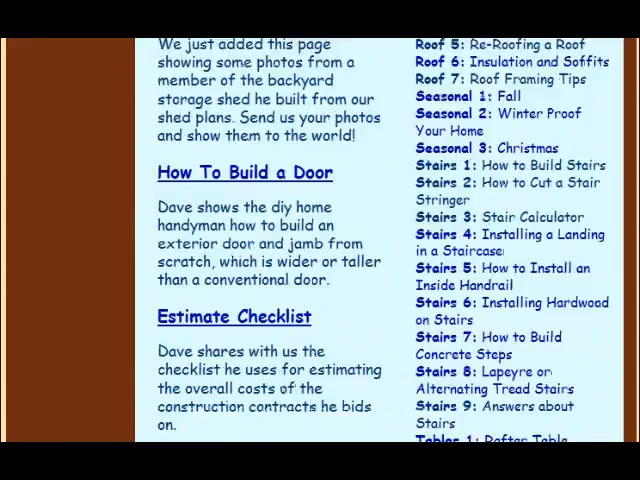 We just added this page
showing some photos from a
member of the backyard
storage shed he built from our
shed plans. Send us your photos
and show them to the world!
How To Build a Door
Dave shows the diy home
handyman how to build an
exterior door and jamb from
scratch, which is wider or taller
than a conventional door.
Estimate Checklist
Dave shares with us the
checklist he uses for estimating
the overall costs of the
construction contracts he bids
on.
Roof 5: Re-Roofing a Roof
Roof 6: Insulation and Soffits
Roof 7: Roof Framing Tips
Seasonal 1: Fall
Seasonal 2: Winter Proof
Your Home
Seasonal 3: Christmas
Stairs 1: How to Build Stairs
Stairs 2: How to Cut a Stair
Stringer
Stairs 3: Stair Calculator
Stairs 4: Installing a Landing
in a Staircase
Stairs 5: How to Install an
Inside Handrail
Stairs 6: Installing Hardwood
on Stairs
Stairs 7: How to Build
Concrete Steps
Stairs 8: Lapeyre or
Alternating Tread Stairs
Stairs 9: Answers about
Stairs
Tables 1: Rafter Table